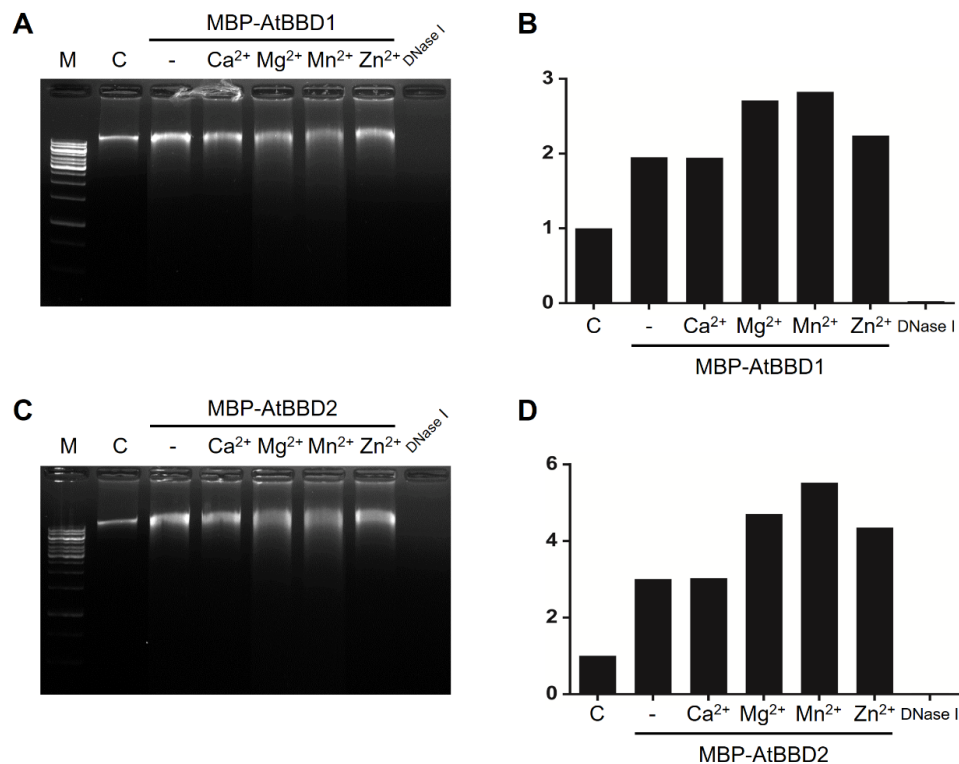 A
MBP-AtBBD1
M C - Ca²⁺ Mg²⁺ Mn²⁺ Zn²⁺ DNase I
B
3
2
1
0
C - Ca²⁺ Mg²⁺ Mn²⁺ Zn²⁺ DNase I
MBP-AtBBD1
C
MBP-AtBBD2
M C - Ca²⁺ Mg²⁺ Mn²⁺ Zn²⁺ DNase I
D
6
4
2
0
C - Ca²⁺ Mg²⁺ Mn²⁺ Zn²⁺ DNase I
MBP-AtBBD2